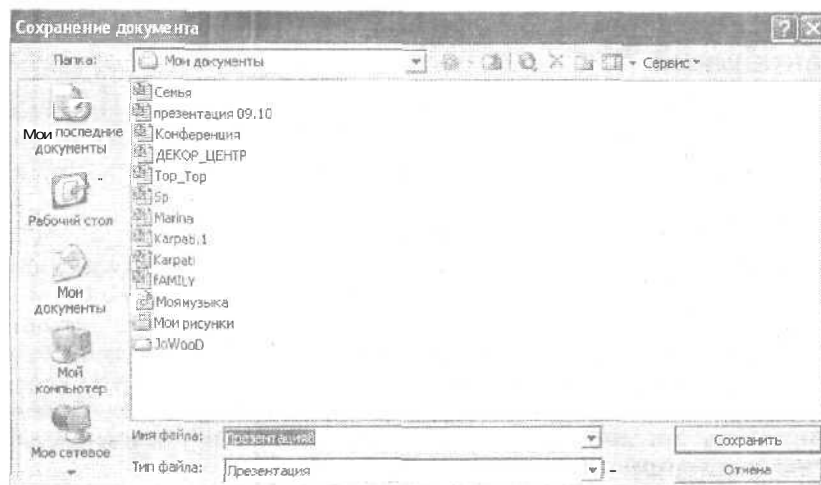 Сохранение документа
Папка: Мои документы Сервис
Мои последние документы
Рабочий стол
Мои документы
Мой компьютер
Мое сетевое
Семья
презентация 09.10
Конференция
ДЕКОР_ЦЕНТР
Top_Top
Sp
Marina
Karpati.1
Karpati
fAMILY
Моя музыка
Мои рисунки
JoWooD
Имя файла: Сохранить
Тип файла: Презентация Отмена